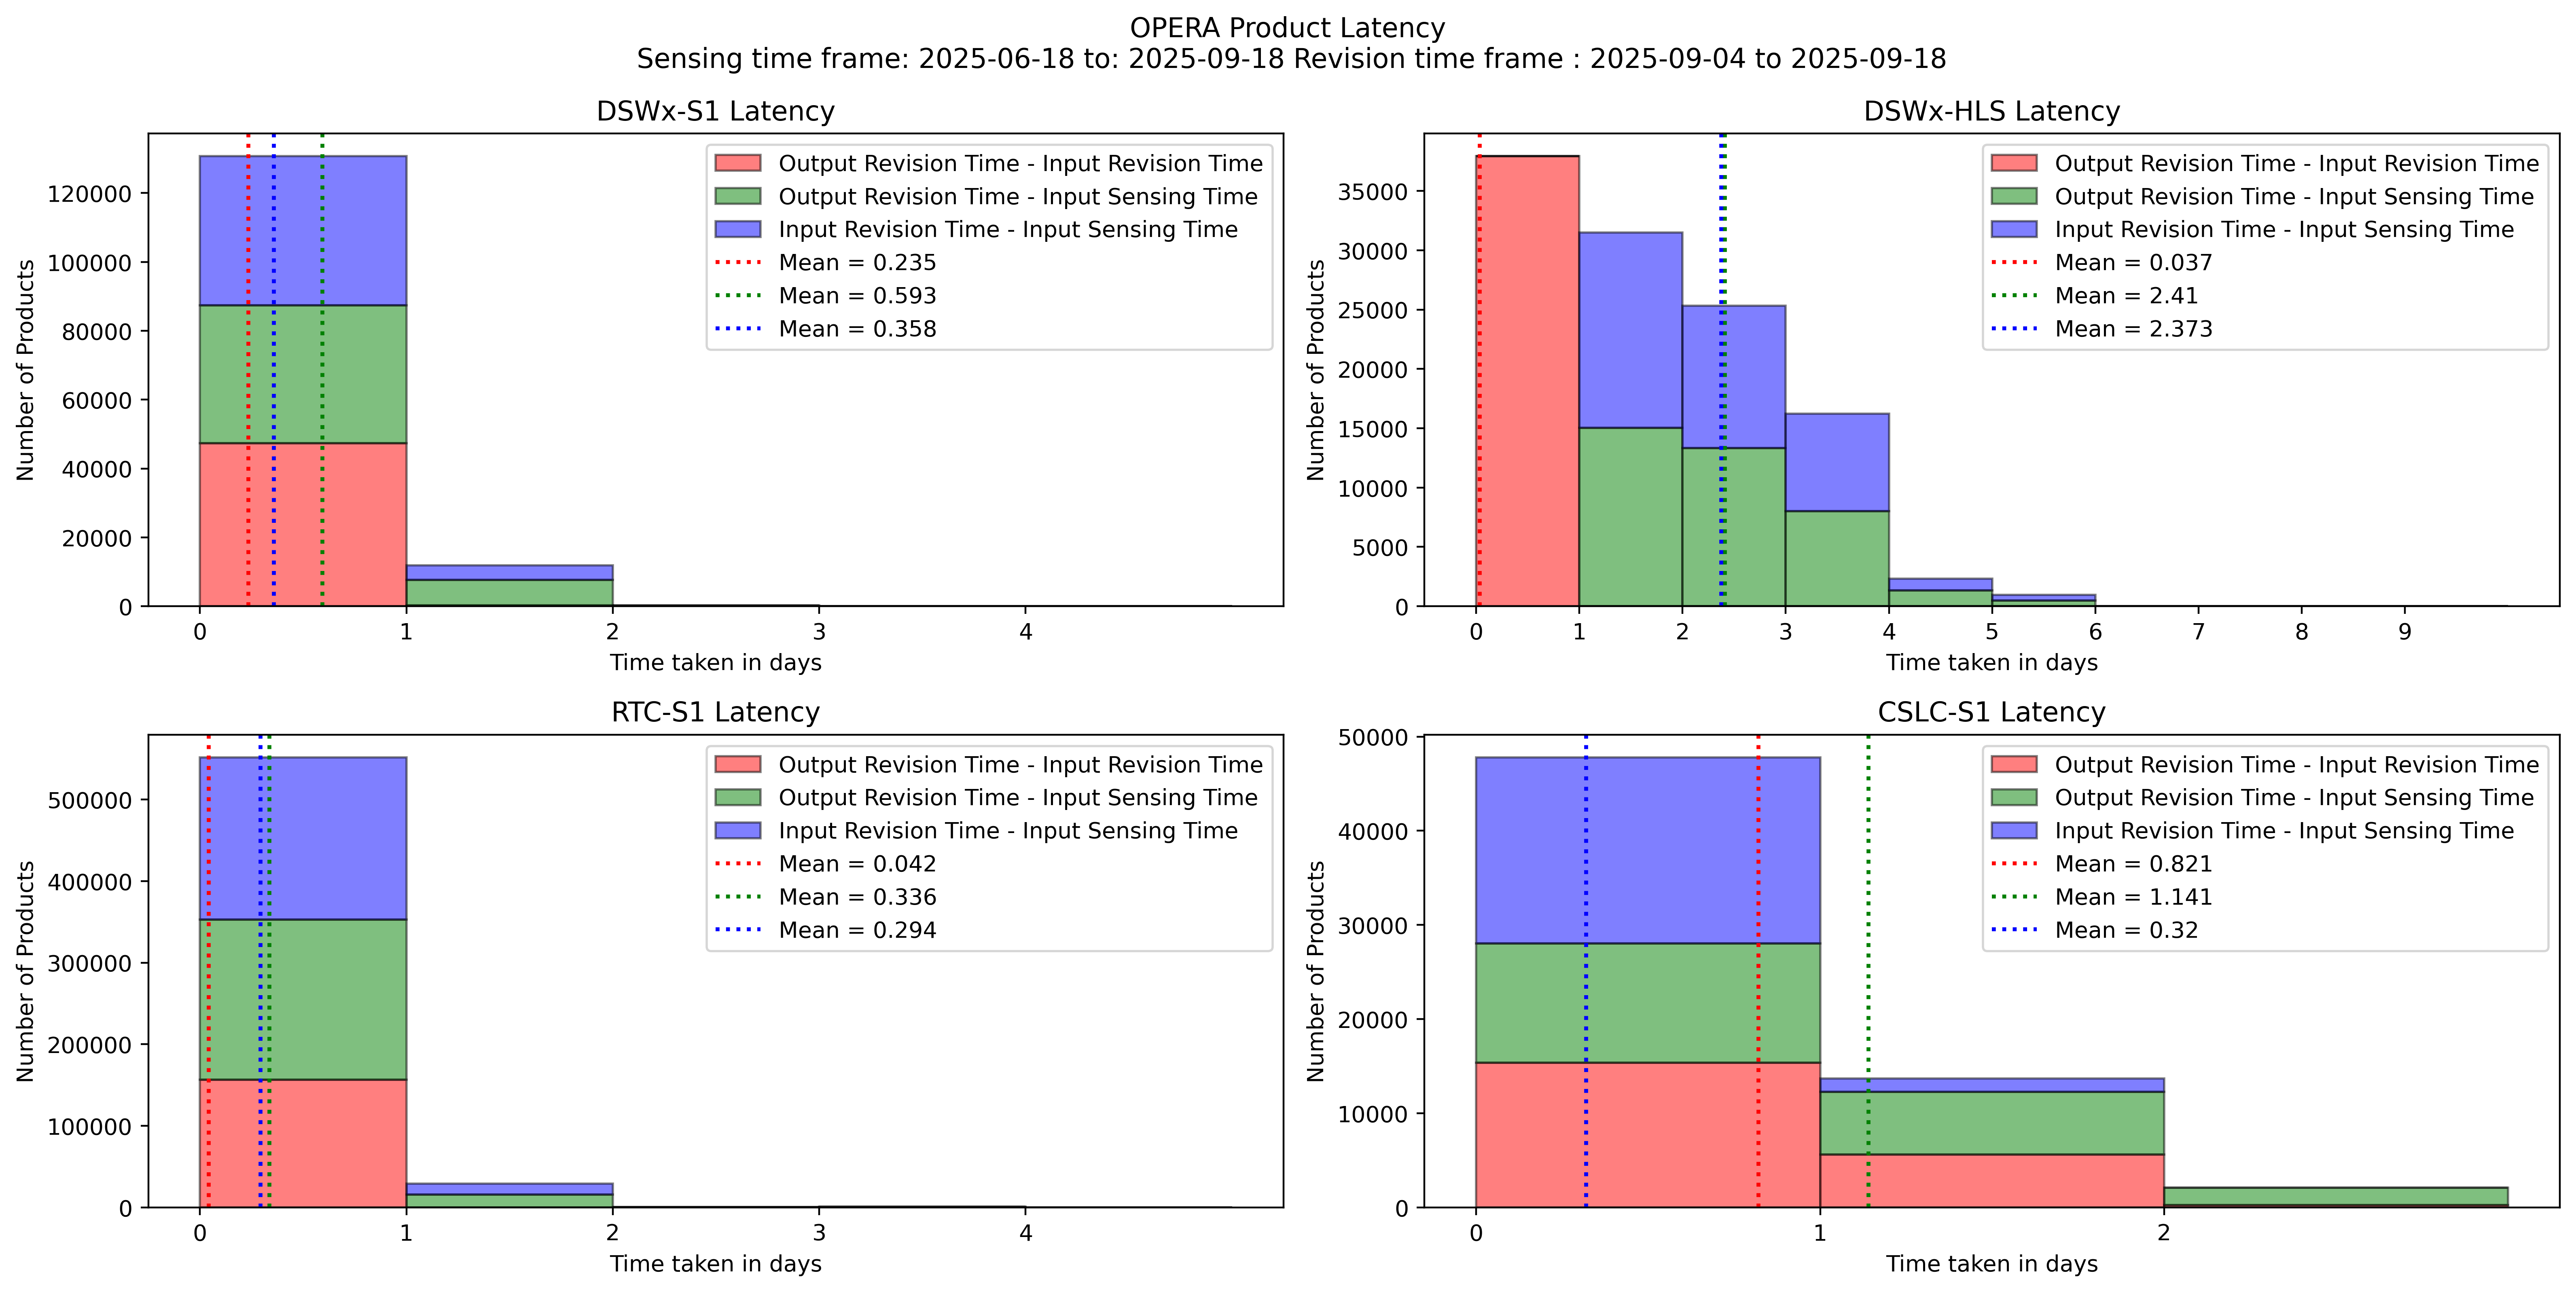 OPERA Product Latency
Sensing time frame: 2025-06-18 to: 2025-09-18 Revision time frame : 2025-09-04 to 2025-09-18
DSWx-S1 Latency
Number of Products
120000
100000
80000
60000
40000
20000
0
0 1 2 3 4
Time taken in days
Output Revision Time - Input Revision Time
Output Revision Time - Input Sensing Time
Input Revision Time - Input Sensing Time
Mean = 0.235
Mean = 0.593
Mean = 0.358
DSWx-HLS Latency
Number of Products
35000
30000
25000
20000
15000
10000
5000
0
0 1 2 3 4 5 6 7 8 9
Time taken in days
Output Revision Time - Input Revision Time
Output Revision Time - Input Sensing Time
Input Revision Time - Input Sensing Time
Mean = 0.037
Mean = 2.41
Mean = 2.373
RTC-S1 Latency
Number of Products
500000
400000
300000
200000
100000
0
0 1 2 3 4
Time taken in days
Output Revision Time - Input Revision Time
Output Revision Time - Input Sensing Time
Input Revision Time - Input Sensing Time
Mean = 0.042
Mean = 0.336
Mean = 0.294
CSLC-S1 Latency
Number of Products
50000
40000
30000
20000
10000
0
0 1 2
Time taken in days
Output Revision Time - Input Revision Time
Output Revision Time - Input Sensing Time
Input Revision Time - Input Sensing Time
Mean = 0.821
Mean = 1.141
Mean = 0.32